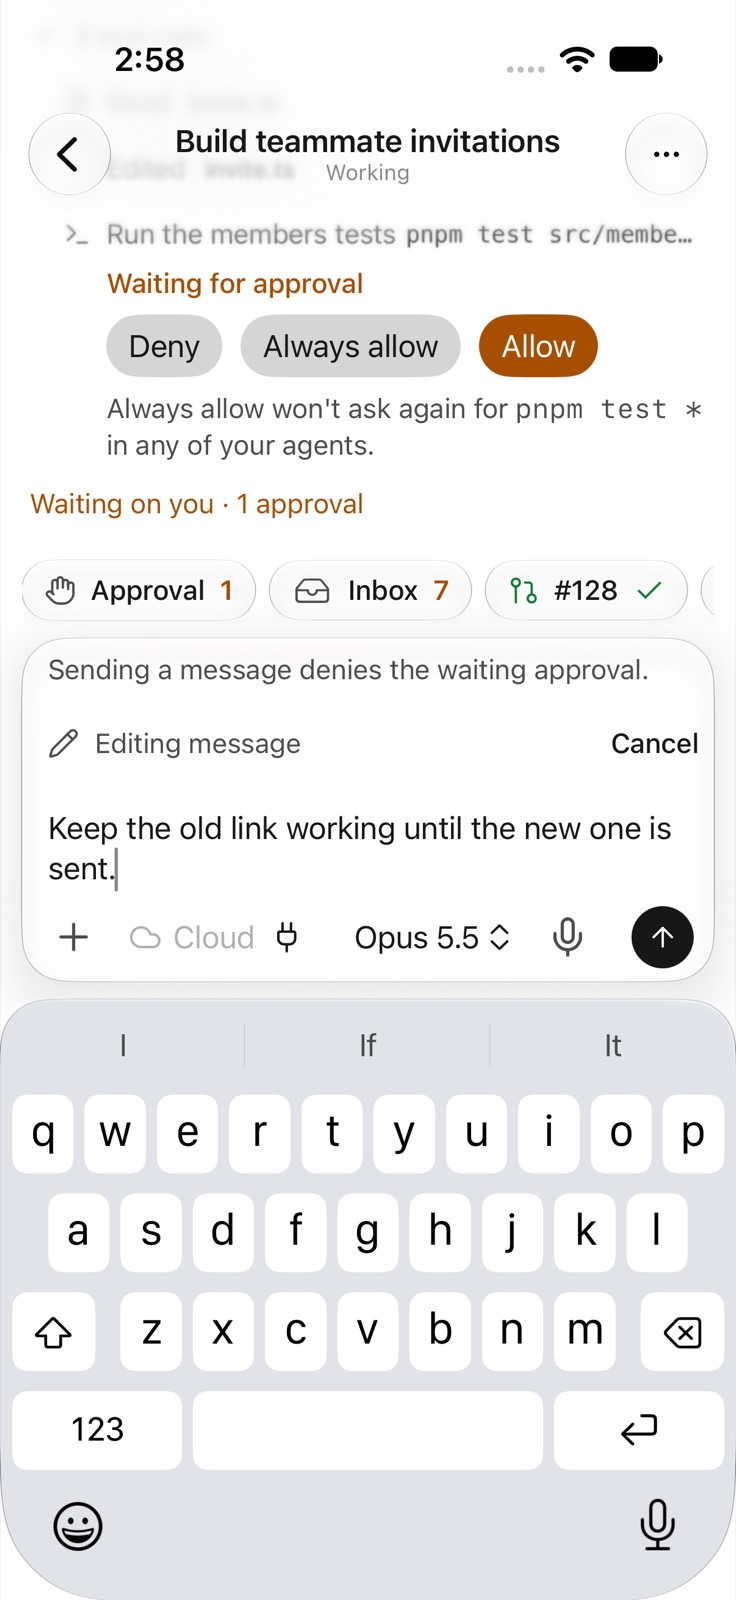 2:58
Build teammate invitations
Working
Edited invite.ts
Run the members tests pnpm test src/membe…
Waiting for approval
Deny Always allow Allow
Always allow won't ask again for pnpm test *
in any of your agents.
Waiting on you · 1 approval
Approval 1 Inbox 7 #128
Sending a message denies the waiting approval.
Editing message Cancel
Keep the old link working until the new one is
sent.
Cloud Opus 5.5
I If It
q w e r t y u i o p
a s d f g h j k l
z x c v b n m
123